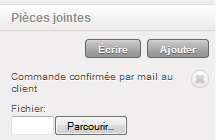 Pièces jointes
Écrire Ajouter
Commande confirmée par mail au
client
Fichier:
Parcourir...